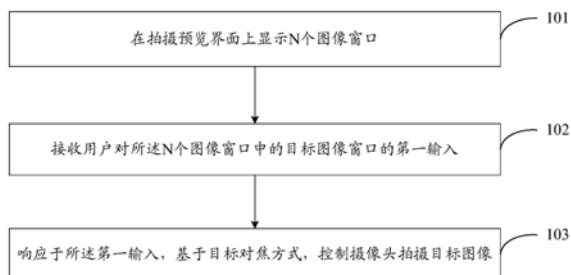 101
在拍摄预览界面上显示N个图像窗口
102
接收用户对所述N个图像窗口中的目标图像窗口的第一输入
103
响应于所述第一输入，基于目标对焦方式，控制摄像头拍摄目标图像